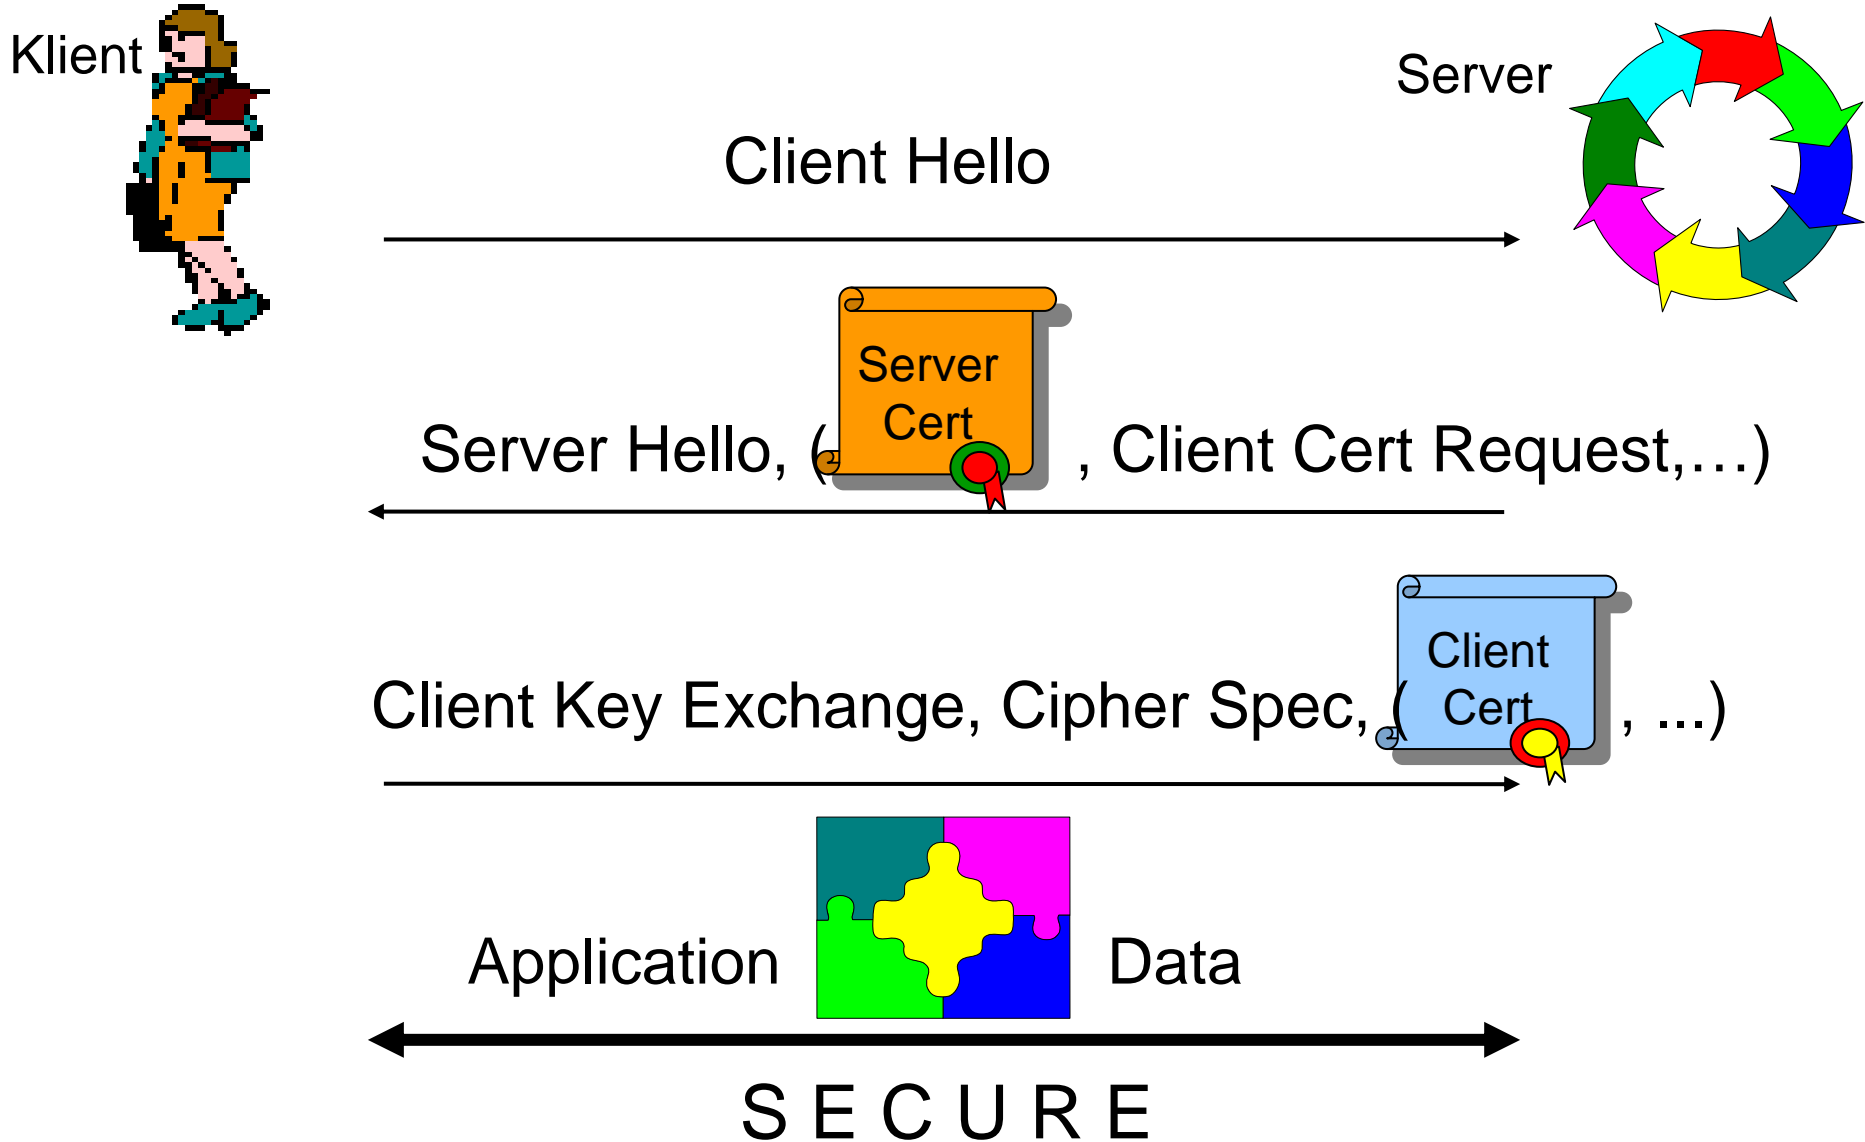 Klient
Server
Client Hello
Server
Cert
Server Hello, ( , Client Cert Request,...)
Client
Cert
Client Key Exchange, Cipher Spec, ( , ...)
Application Data
S E C U R E